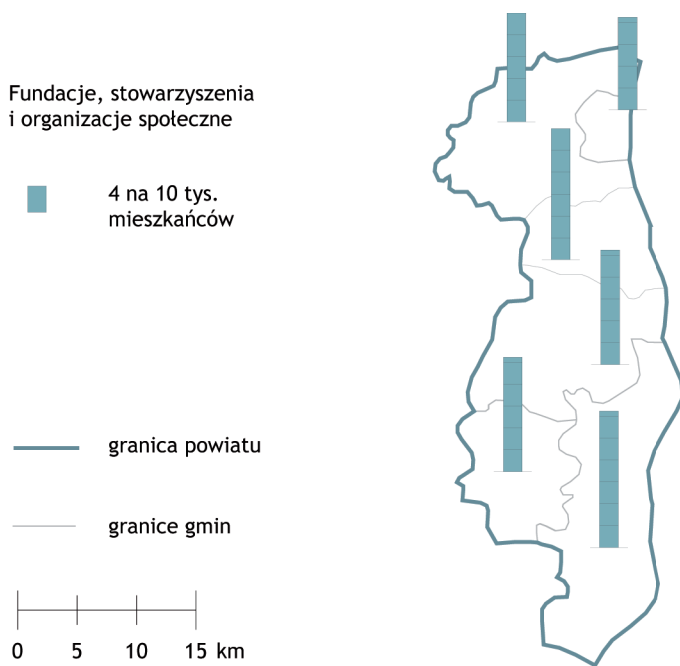 Fundacje, stowarzyszenia
i organizacje społeczne
4 na 10 tys.
mieszkańców
granica powiatu
granice gmin
0 5 10 15 km